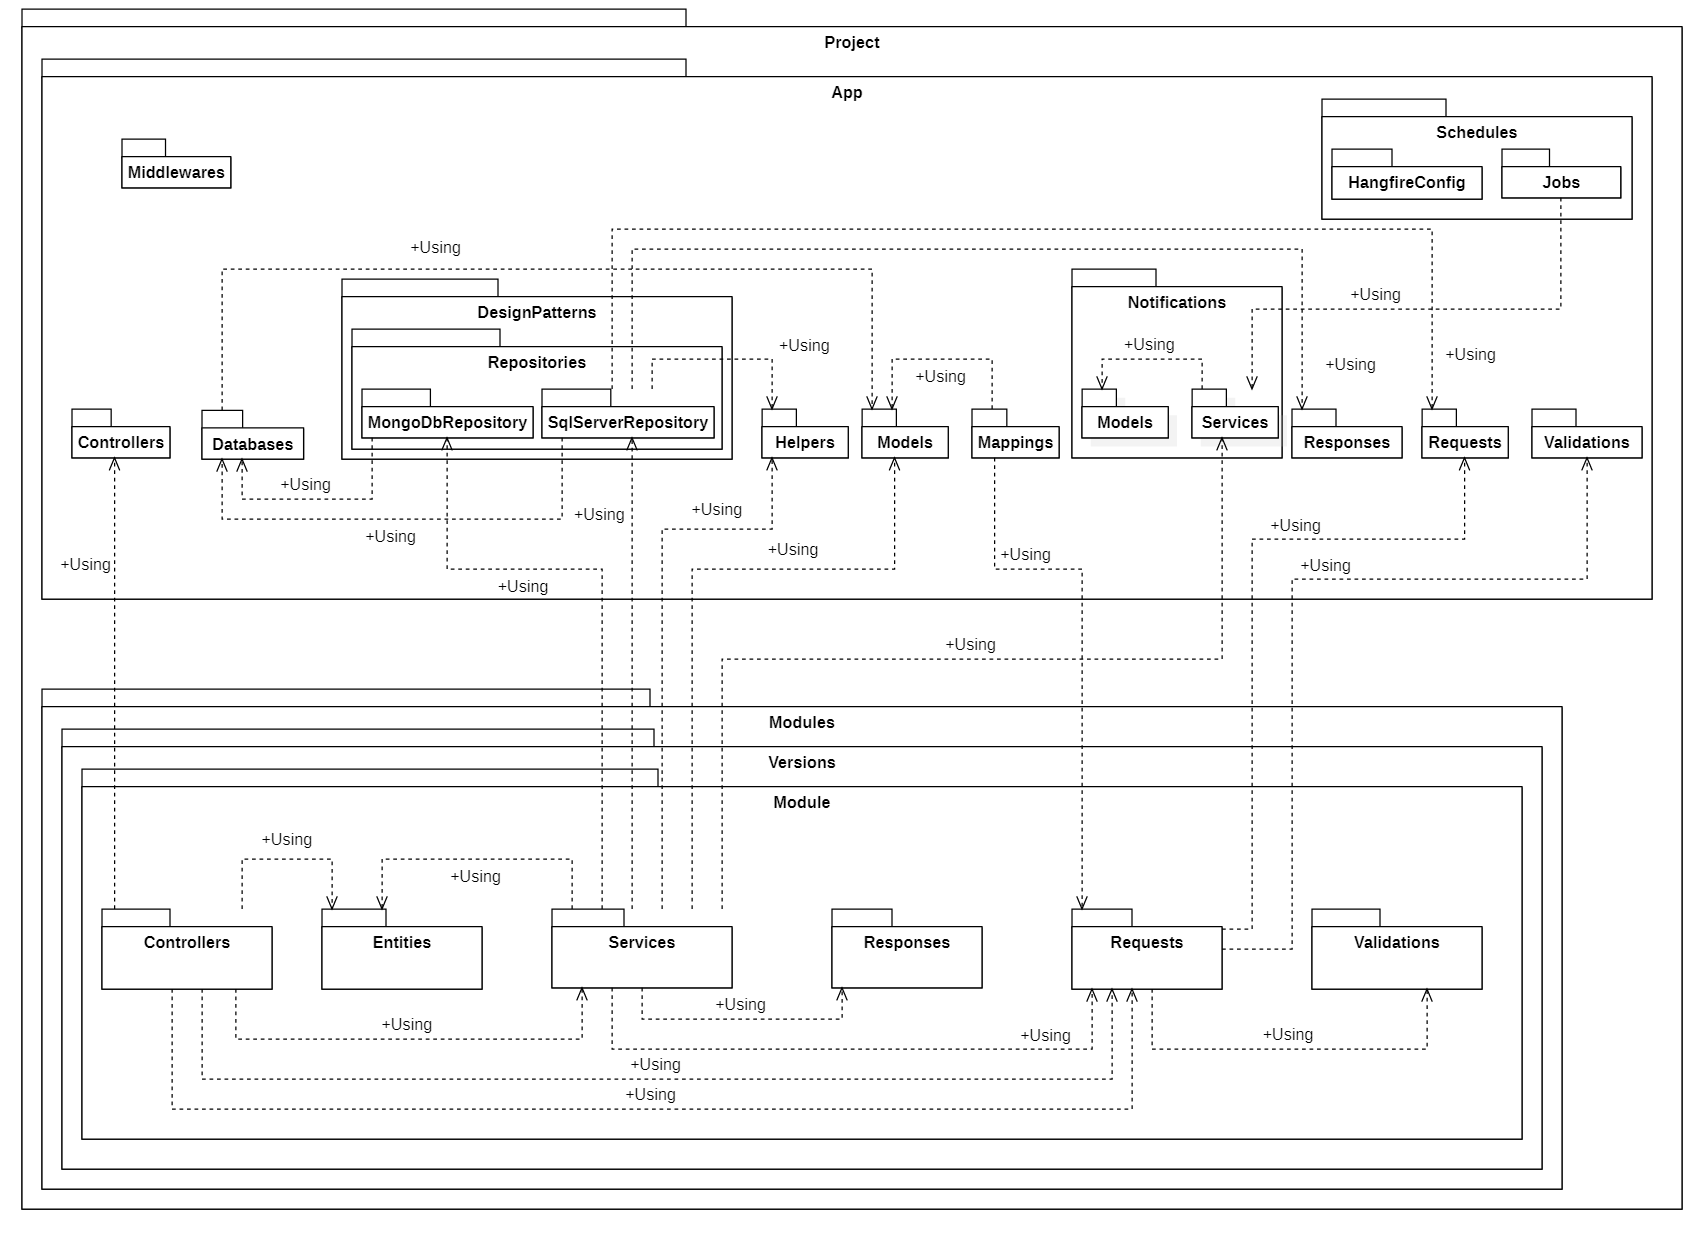 Project
App
Schedules
HangfireConfig
Jobs
Middlewares
+Using
+Using
Notifications
DesignPatterns
+Using
+Using
+Using
+Using
+Using
Repositories
MongoDbRepository
SqlServerRepository
Models
Services
Controllers
Databases
Helpers
Models
Mappings
Responses
Requests
Validations
+Using
+Using
+Using
+Using
+Using
+Using
+Using
+Using
+Using
+Using
+Using
Modules
Versions
Module
+Using
+Using
Controllers
Entities
Services
Responses
Requests
Validations
+Using
+Using
+Using
+Using
+Using
+Using